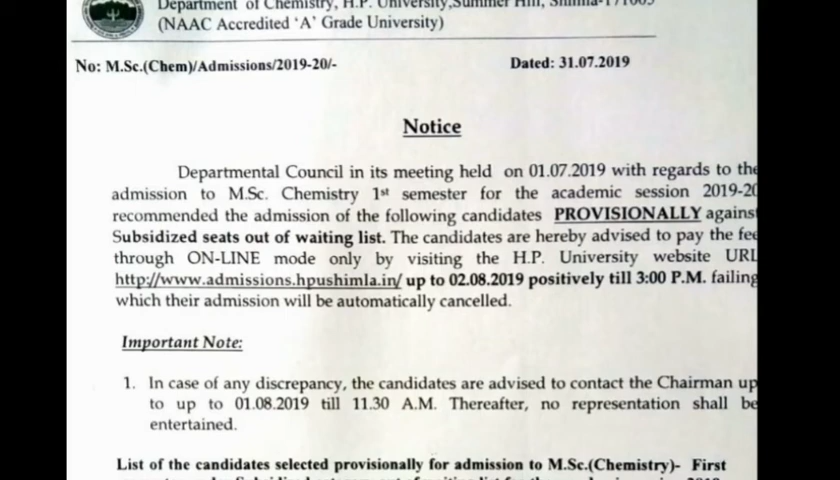 Department of Chemistry, H.P. University, Summer Hill, Shimla-171005
(NAAC Accredited 'A' Grade University)
No: M.Sc.(Chem)/Admissions/2019-20/-
Dated: 31.07.2019
Notice
Departmental Council in its meeting held on 01.07.2019 with regards to the
admission to M.Sc. Chemistry 1st semester for the academic session 2019-20
recommended the admission of the following candidates PROVISIONALLY against
Subsidized seats out of waiting list. The candidates are hereby advised to pay the fee
through ON-LINE mode only by visiting the H.P. University website URL
http://www.admissions.hpushimla.in/ up to 02.08.2019 positively till 3:00 P.M. failing
which their admission will be automatically cancelled.
Important Note:
1. In case of any discrepancy, the candidates are advised to contact the Chairman up
to up to 01.08.2019 till 11.30 A.M. Thereafter, no representation shall be
entertained.
List of the candidates selected provisionally for admission to M.Sc.(Chemistry)- First